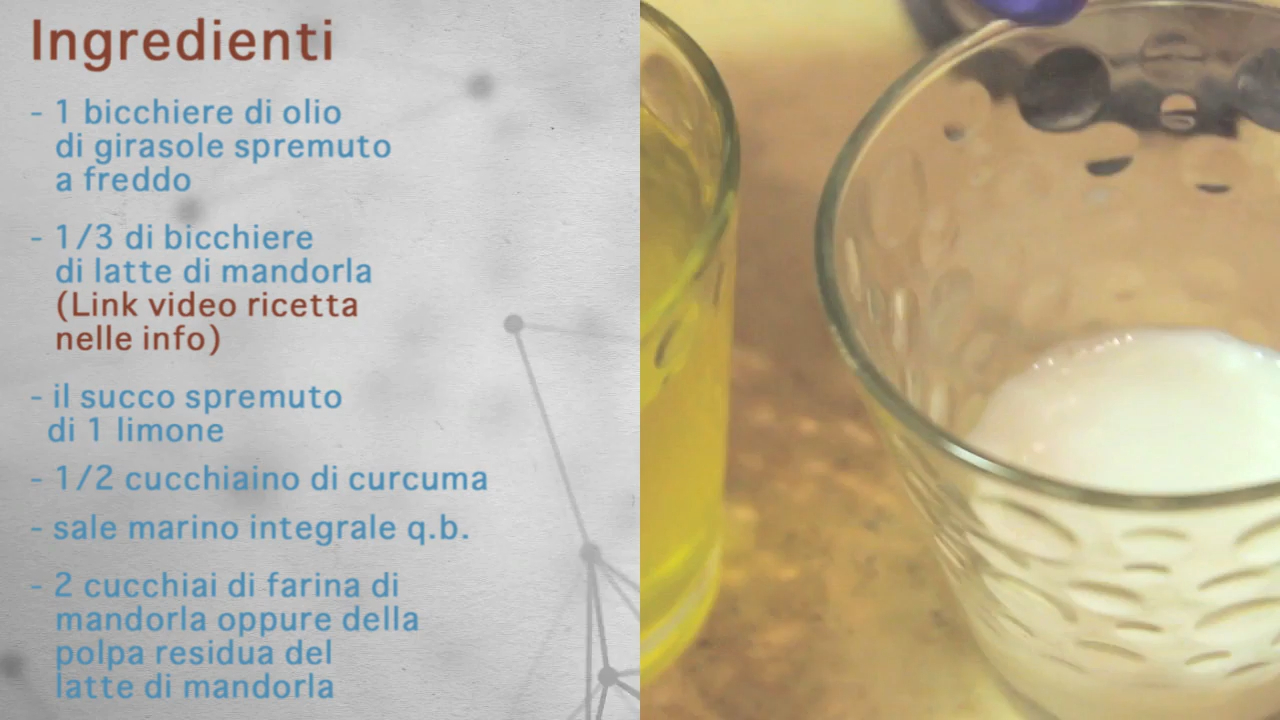 Ingredienti
- 1 bicchiere di olio
di girasole spremuto
a freddo
- 1/3 di bicchiere
di latte di mandorla
(Link video ricetta
nelle info)
- il succo spremuto
di 1 limone
- 1/2 cucchiaino di curcuma
- sale marino integrale q.b.
- 2 cucchiai di farina di
mandorla oppure della
polpa residua del
latte di mandorla